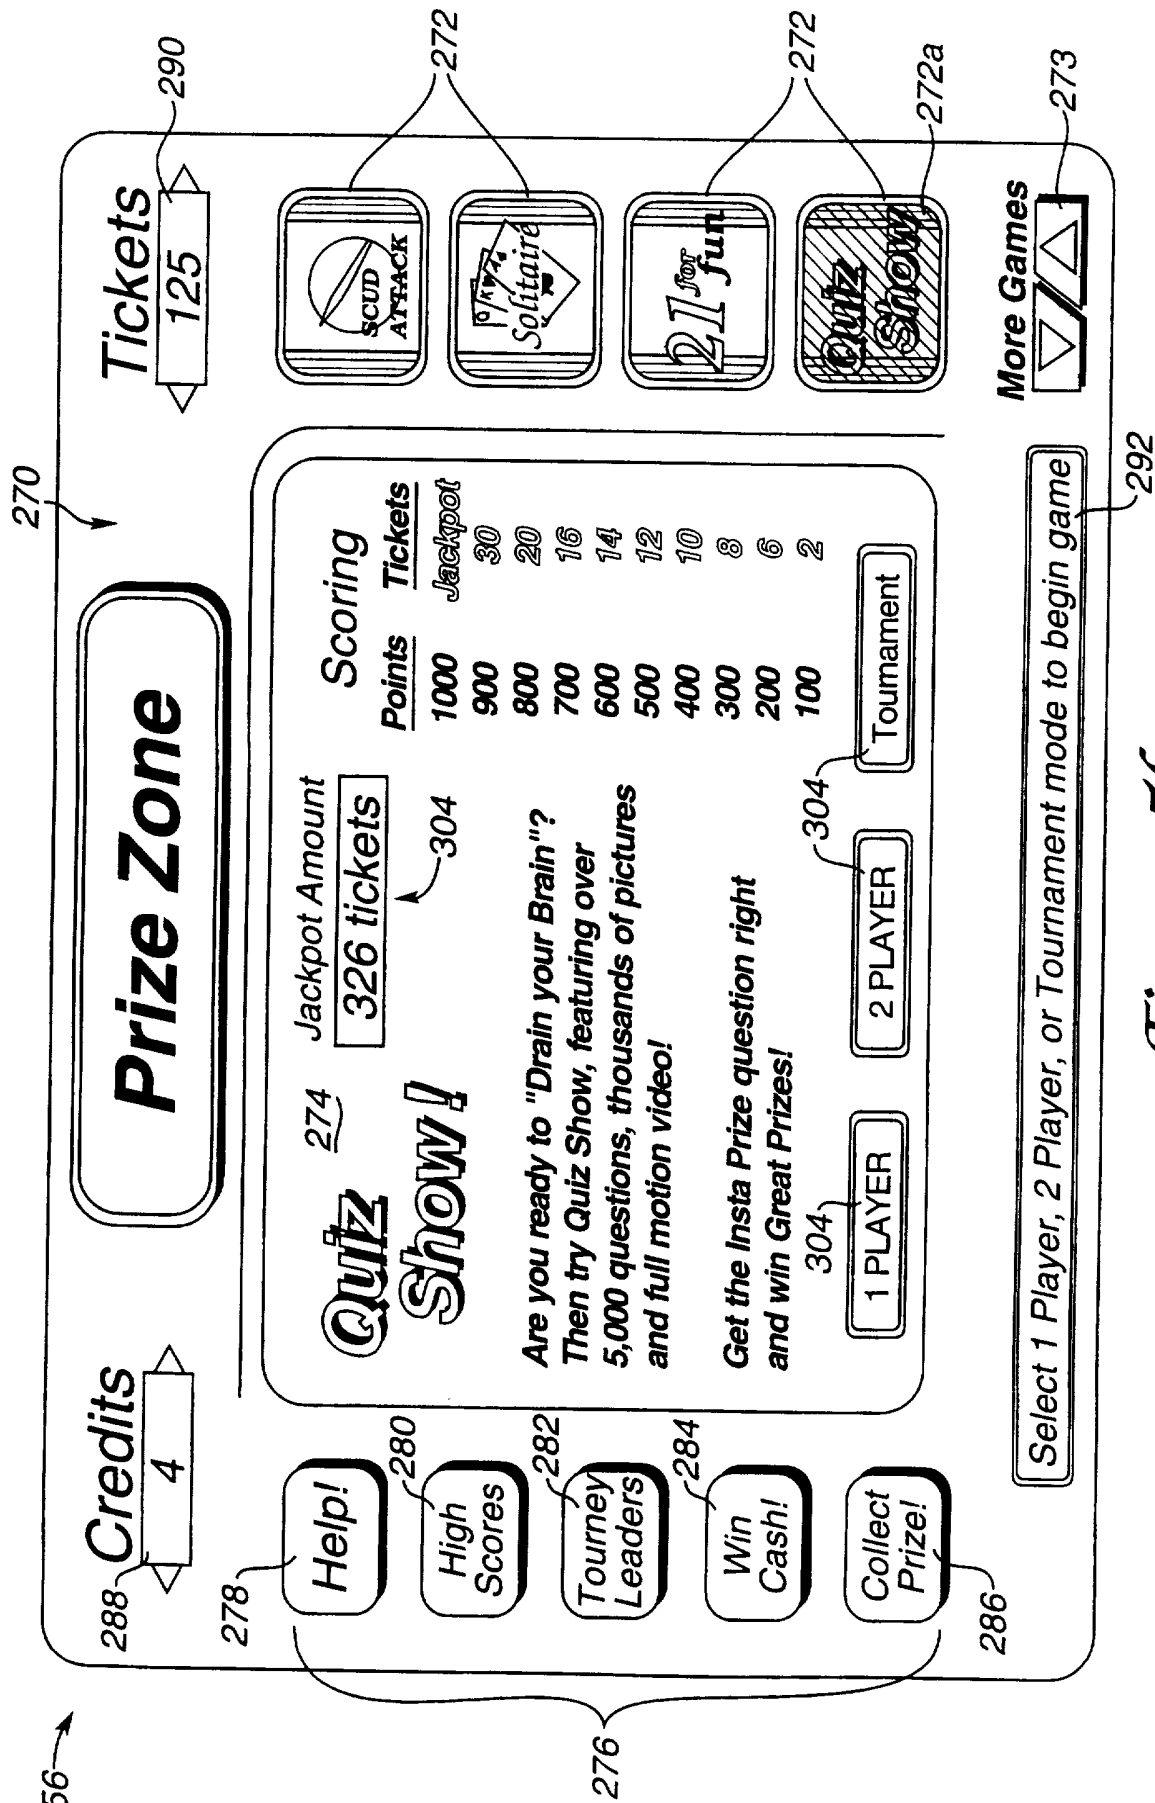 56
270
Credits
4
288
Prize Zone
Tickets
125
290
278
Help!
280
High
Scores
282
Tourney
Leaders
284
Win
Cash!
Collect
Prize!
286
276
Quiz
Show!
274
Jackpot Amount
326 tickets
304
Are you ready to "Drain your Brain"?
Then try Quiz Show, featuring over
5,000 questions, thousands of pictures
and full motion video!
Get the Insta Prize question right
and win Great Prizes!
Scoring
Points Tickets
1000 Jackpot
900 30
800 20
700 16
600 14
500 12
400 10
300 8
200 6
100 2
304
1 PLAYER
2 PLAYER
304
Tournament
SCUD
ATTACK
272
Solitaire
21 for fun
272
Quiz
Show
272a
More Games
273
Select 1 Player, 2 Player, or Tournament mode to begin game
292